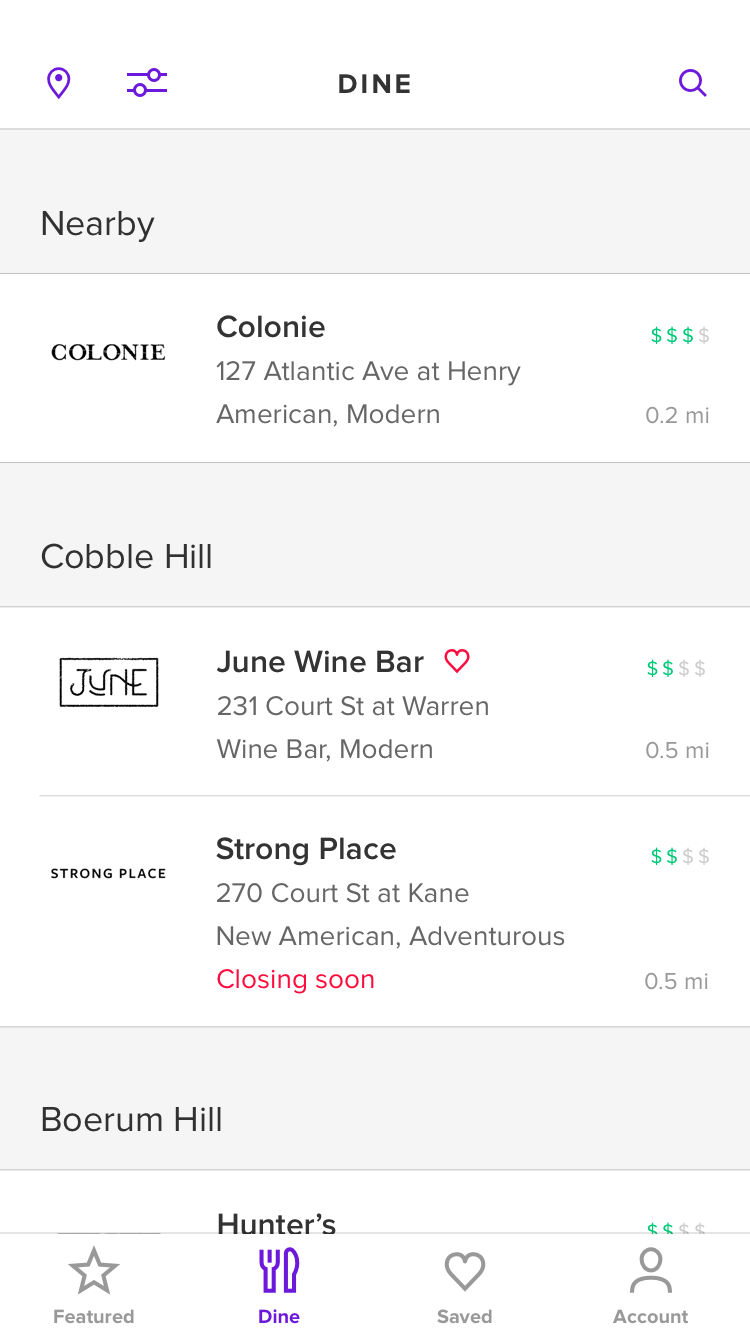 DINE
Nearby
COLONIE
Colonie
$$$$
127 Atlantic Ave at Henry
American, Modern
0.2 mi
Cobble Hill
JUNE
June Wine Bar
$$$$
231 Court St at Warren
Wine Bar, Modern
0.5 mi
STRONG PLACE
Strong Place
$$$$
270 Court St at Kane
New American, Adventurous
Closing soon
0.5 mi
Boerum Hill
Hunter’s
$$$$
Featured
Dine
Saved
Account